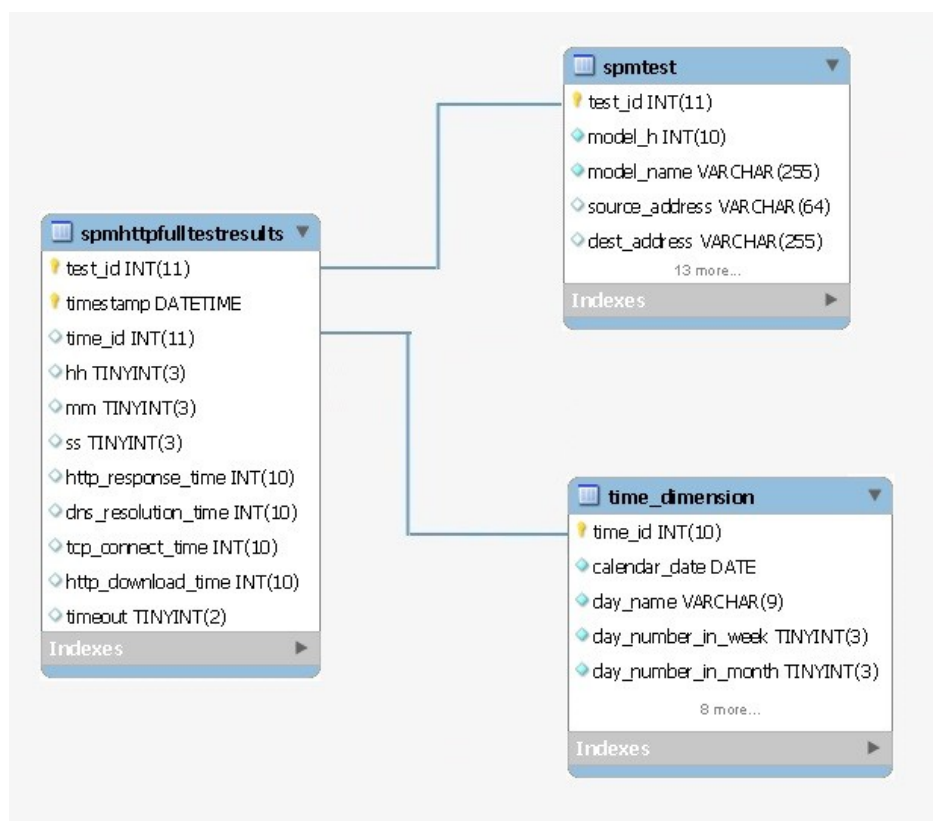 spmtest
test_id INT(11)
model_h INT(10)
model_name VARCHAR(255)
source_address VARCHAR(64)
dest_address VARCHAR(255)
13 more...
Indexes
spmhttpfulltestresults
test_id INT(11)
timestamp DATETIME
time_id INT(11)
hh TINYINT(3)
mm TINYINT(3)
ss TINYINT(3)
http_response_time INT(10)
dns_resolution_time INT(10)
tcp_connect_time INT(10)
http_download_time INT(10)
timeout TINYINT(2)
Indexes
time_dimension
time_id INT(10)
calendar_date DATE
day_name VARCHAR(9)
day_number_in_week TINYINT(3)
day_number_in_month TINYINT(3)
8 more...
Indexes